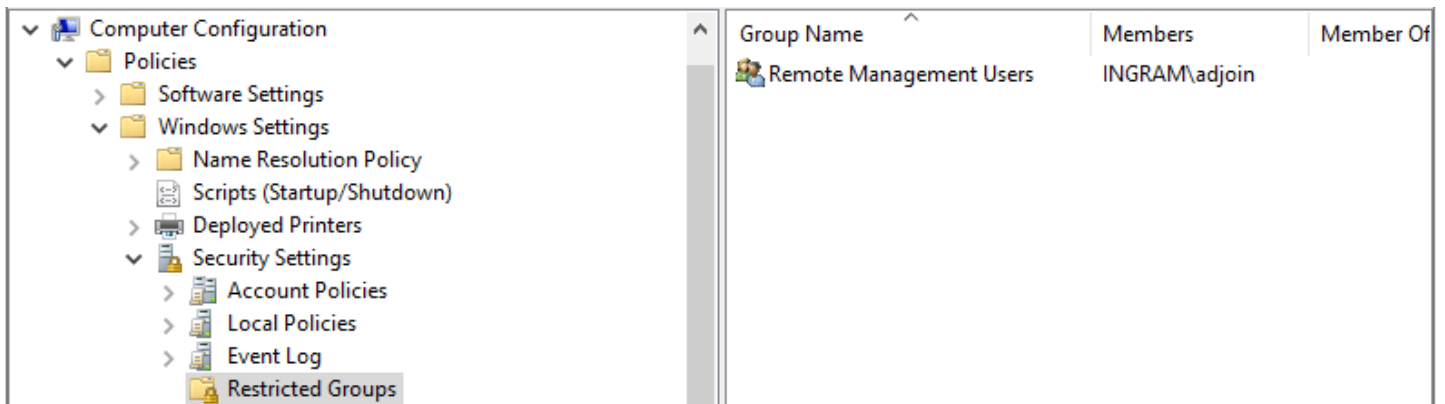 Computer Configuration
Policies
Software Settings
Windows Settings
Name Resolution Policy
Scripts (Startup/Shutdown)
Deployed Printers
Security Settings
Account Policies
Local Policies
Event Log
Restricted Groups
Group Name Members Member Of
Remote Management Users INGRAM\adjoin